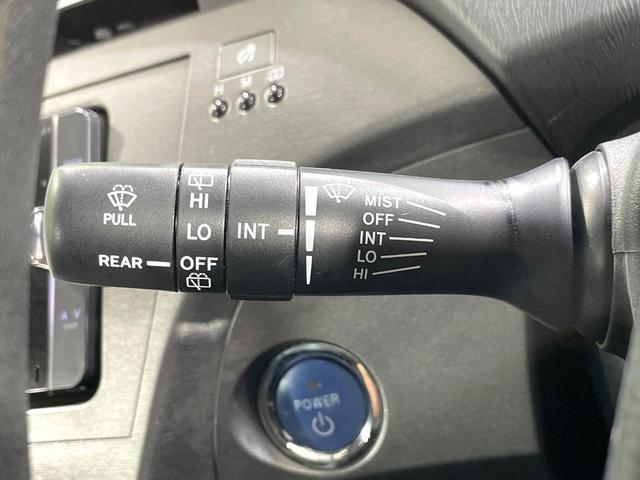 H M
PULL
REAR
HI
LO
OFF
INT
MIST
OFF
INT
LO
HI
A V
POWER